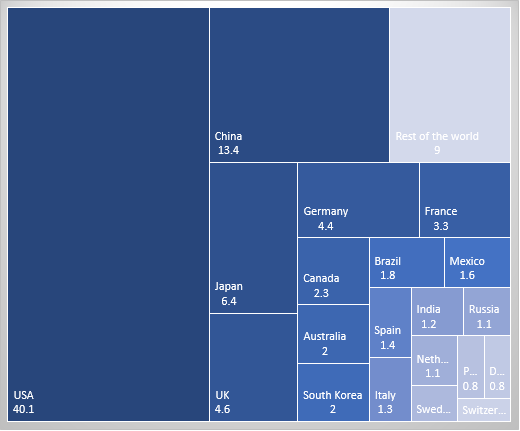 USA
40.1
China
13.4
Rest of the world
9
Japan
6.4
UK
4.6
Germany
4.4
France
3.3
Canada
2.3
Australia
2
South Korea
2
Brazil
1.8
Mexico
1.6
Spain
1.4
Italy
1.3
India
1.2
Russia
1.1
Neth...
1.1
Swed...
P...
0.8
D...
0.8
Switzer...